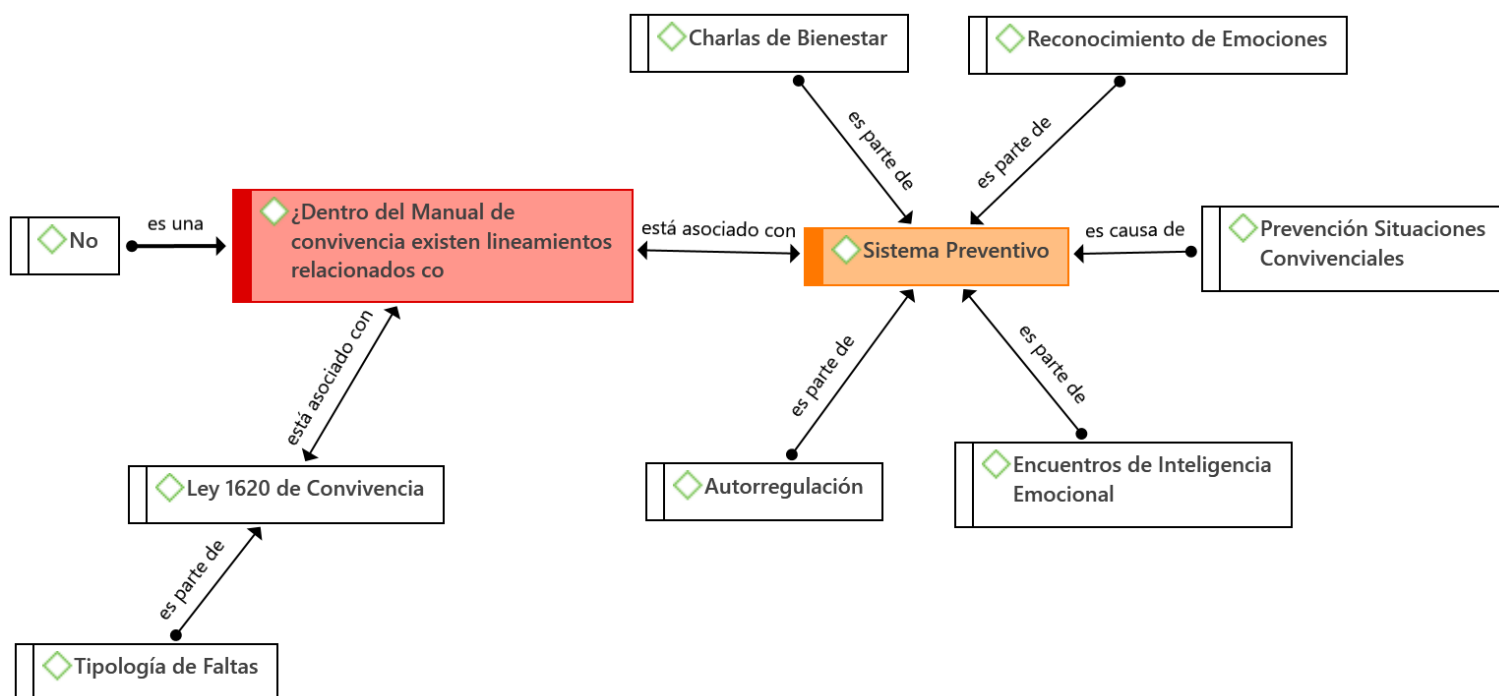 Charlas de Bienestar
Reconocimiento de Emociones
es parte de
es parte de
No
es una
¿Dentro del Manual de
convivencia existen lineamientos
relacionados co
está asociado con
Sistema Preventivo
es causa de
Prevención Situaciones
Convivenciales
está asociado con
es parte de
es parte de
Ley 1620 de Convivencia
Autorregulación
Encuentros de Inteligencia
Emocional
es parte de
Tipología de Faltas